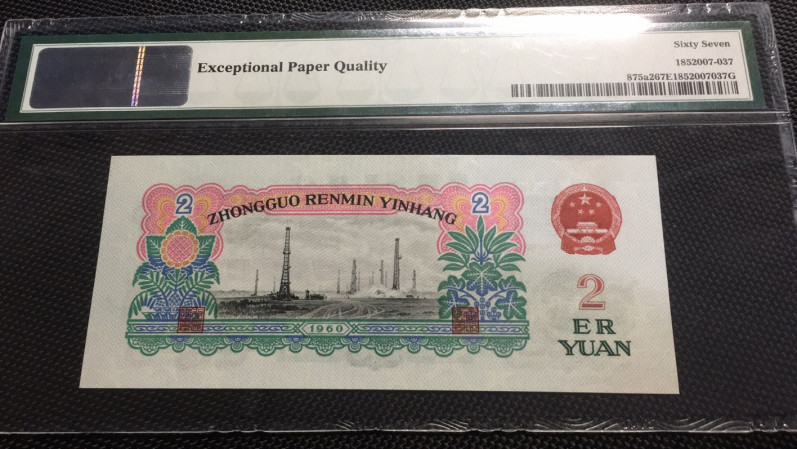 Sixty Seven
Exceptional Paper Quality
1852007-037
875a267E1852007037G
2
2
ZHONGGUO RENMIN YINHANG
1960
2
ER
YUAN